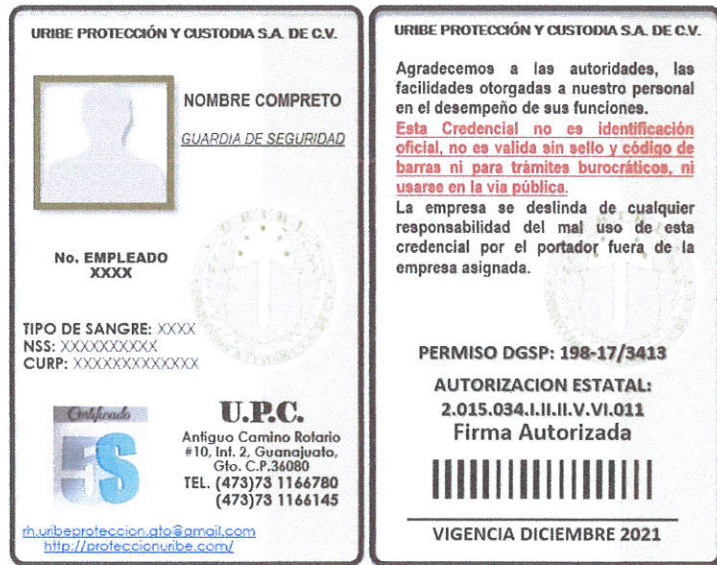 URIBE PROTECCIÓN Y CUSTODIA S.A. DE C.V.
NOMBRE COMPRETO
GUARDIA DE SEGURIDAD
No. EMPLEADO
XXXX
TIPO DE SANGRE: XXXX
NSS: XXXXXXXXXX
CURP: XXXXXXXXXXXXX
Certificado
5S
U.P.C.
Antiguo Camino Rotario
#10, Int. 2, Guanajuato,
Gto. C.P.36080
TEL. (473)73 1166780
(473)73 1166145
rh.uribeproteccion.gto@gmail.com
http://proteccionuribe.com/
URIBE PROTECCIÓN Y CUSTODIA S.A. DE C.V.
Agradecemos a las autoridades, las
facilidades otorgadas a nuestro personal
en el desempeño de sus funciones.
Esta Credencial no es identificación
oficial, no es valida sin sello y código de
barras ni para trámites burocráticos, ni
usarse en la via pública.
La empresa se deslinda de cualquier
responsabilidad del mal uso de esta
credencial por el portador fuera de la
empresa asignada.
PERMISO DGSP: 198-17/3413
AUTORIZACION ESTATAL:
2.015.034.I.II.II.V.VI.011
Firma Autorizada
VIGENCIA DICIEMBRE 2021